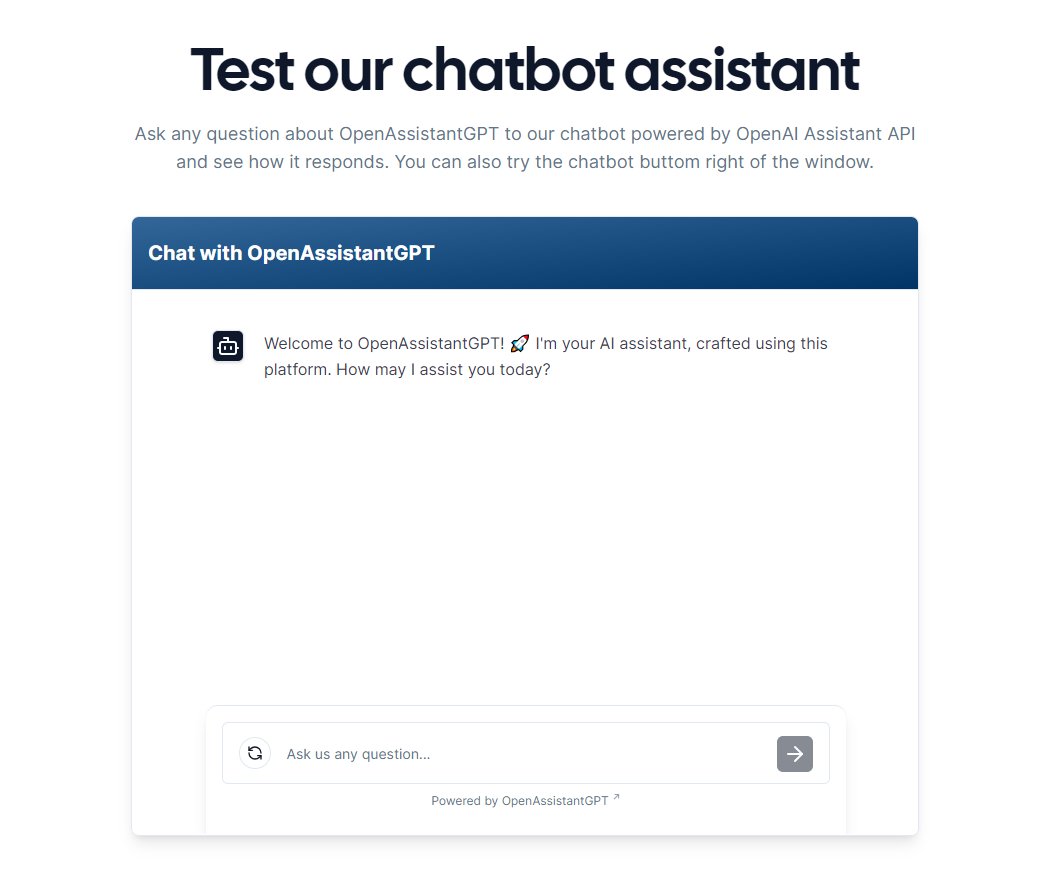 Test our chatbot assistant
Ask any question about OpenAssistantGPT to our chatbot powered by OpenAI Assistant API
and see how it responds. You can also try the chatbot buttom right of the window.
Chat with OpenAssistantGPT
Welcome to OpenAssistantGPT! 🚀 I'm your AI assistant, crafted using this
platform. How may I assist you today?
Ask us any question...
Powered by OpenAssistantGPT ↗